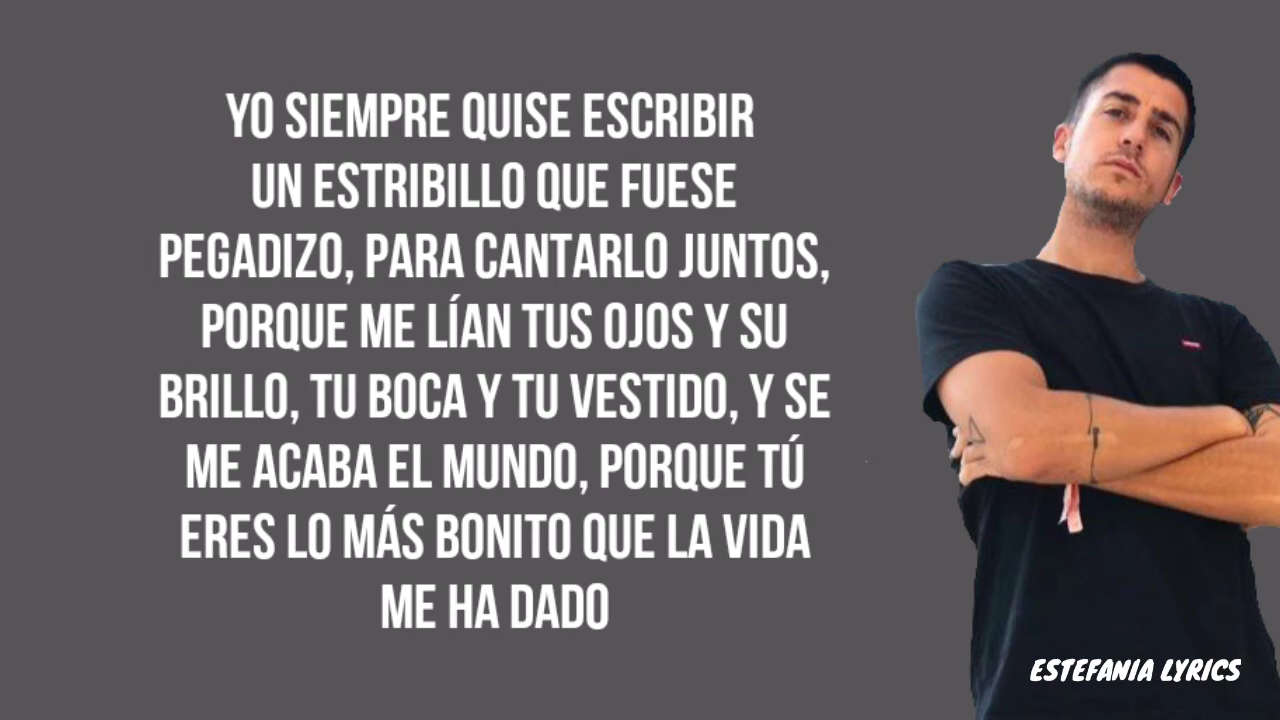 YO SIEMPRE QUISE ESCRIBIR
UN ESTRIBILLO QUE FUESE
PEGADIZO, PARA CANTARLO JUNTOS,
PORQUE ME LÍAN TUS OJOS Y SU
BRILLO, TU BOCA Y TU VESTIDO, Y SE
ME ACABA EL MUNDO, PORQUE TÚ
ERES LO MÁS BONITO QUE LA VIDA
ME HA DADO
ESTEFANIA LYRICS